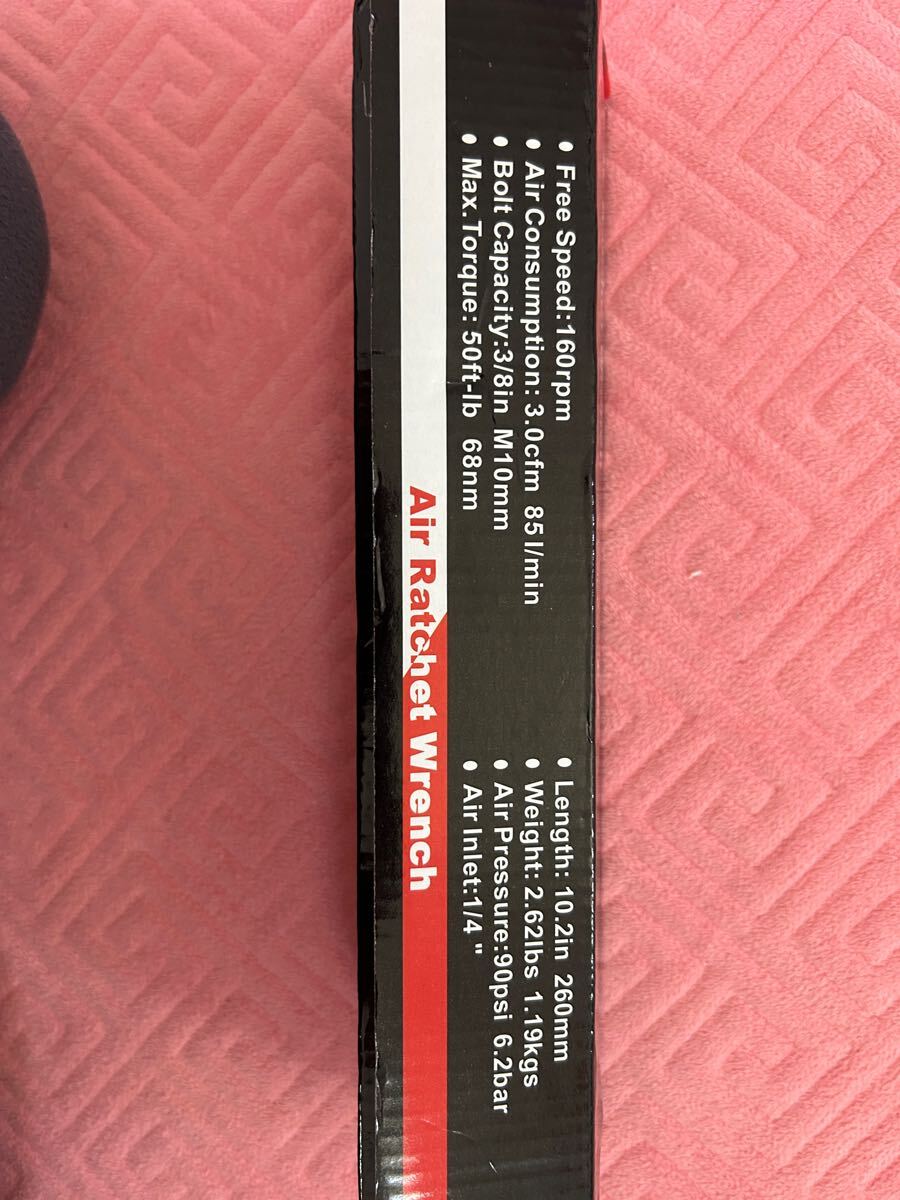 ● Free Speed:160rpm
● Air Consumption: 3.0cfm 85 l/min
● Bolt Capacity:3/8in M10mm
● Max.Torque: 50ft-lb 68nm
● Length: 10.2in 260mm
● Weight: 2.62lbs 1.19kgs
● Air Pressure:90psi 6.2bar
● Air Inlet:1/4 "
Air Ratchet Wrench